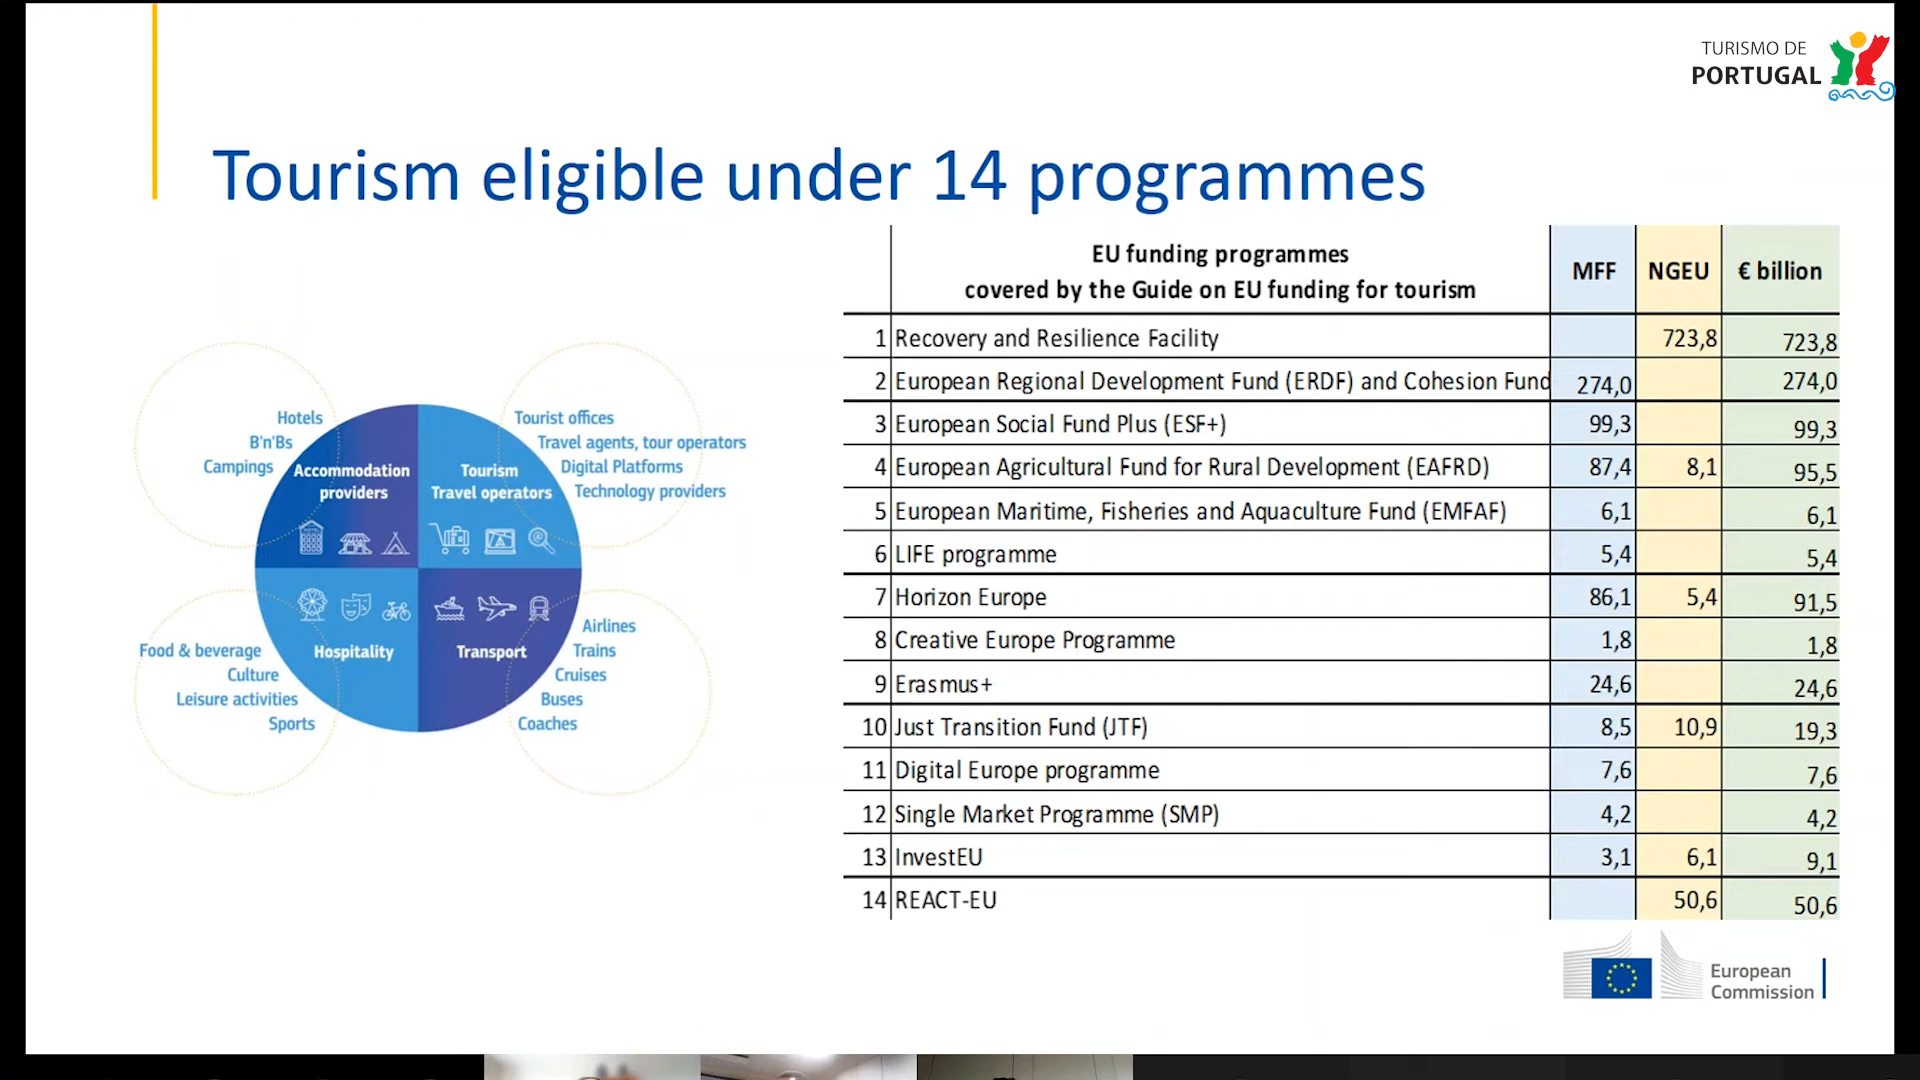 TURISMO DE
PORTUGAL
Tourism eligible under 14 programmes
Hotels
B'n'Bs
Campings
Accommodation
providers
Tourist offices
Travel agents, tour operators
Digital Platforms
Technology providers
Tourism
Travel operators
HOTEL
Food & beverage
Culture
Leisure activities
Sports
Hospitality
Transport
Airlines
Trains
Cruises
Buses
Coaches
EU funding programmes
covered by the Guide on EU funding for tourism
MFF NGEU € billion
1 Recovery and Resilience Facility 723,8 723,8
2 European Regional Development Fund (ERDF) and Cohesion Fund 274,0 274,0
3 European Social Fund Plus (ESF+) 99,3 99,3
4 European Agricultural Fund for Rural Development (EAFRD) 87,4 8,1 95,5
5 European Maritime, Fisheries and Aquaculture Fund (EMFAF) 6,1 6,1
6 LIFE programme 5,4 5,4
7 Horizon Europe 86,1 5,4 91,5
8 Creative Europe Programme 1,8 1,8
9 Erasmus+ 24,6 24,6
10 Just Transition Fund (JTF) 8,5 10,9 19,3
11 Digital Europe programme 7,6 7,6
12 Single Market Programme (SMP) 4,2 4,2
13 InvestEU 3,1 6,1 9,1
14 REACT-EU 50,6 50,6
European
Commission